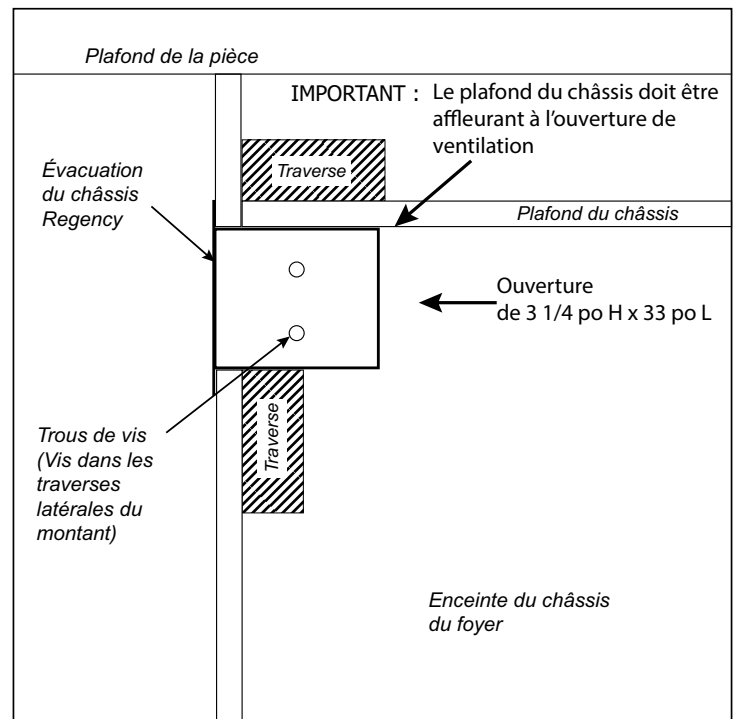 Plafond de la pièce
IMPORTANT : Le plafond du châssis doit être
affleurant à l'ouverture de
ventilation
Traverse
Évacuation
du châssis
Regency
Plafond du châssis
Ouverture
de 3 1/4 po H x 33 po L
Traverse
Trous de vis
(Vis dans les
traverses
latérales du
montant)
Enceinte du châssis
du foyer